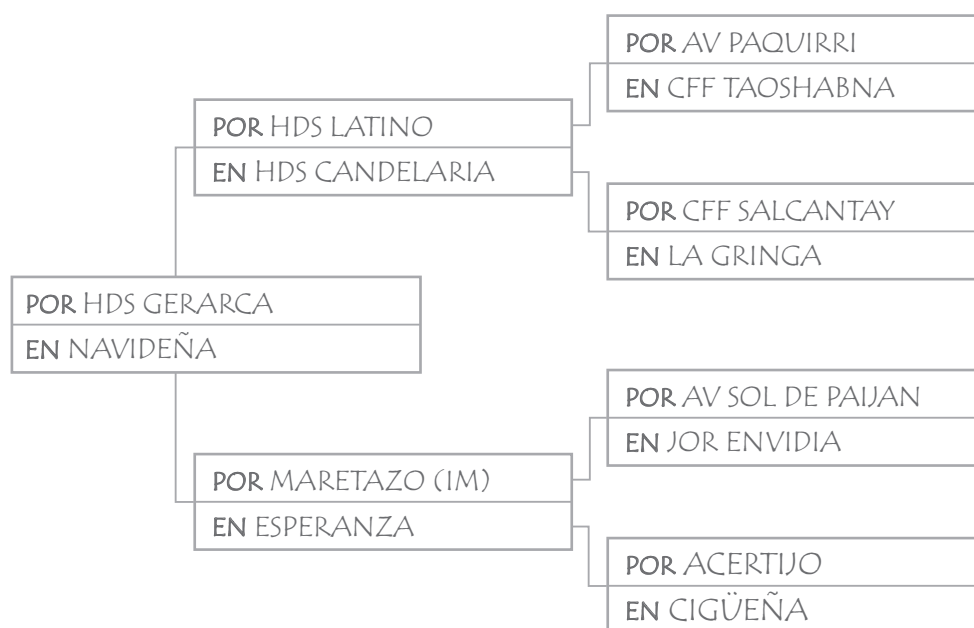 POR AV PAQUIRRI
EN CFF TAOSHABNA
POR HDS LATINO
EN HDS CANDELARIA
POR CFF SALCANTAY
EN LA GRINGA
POR HDS GERARCA
EN NAVIDEÑA
POR AV SOL DE PAIJAN
EN JOR ENVIDIA
POR MARETAZO (IM)
EN ESPERANZA
POR ACERTIJO
EN CIGÜEÑA